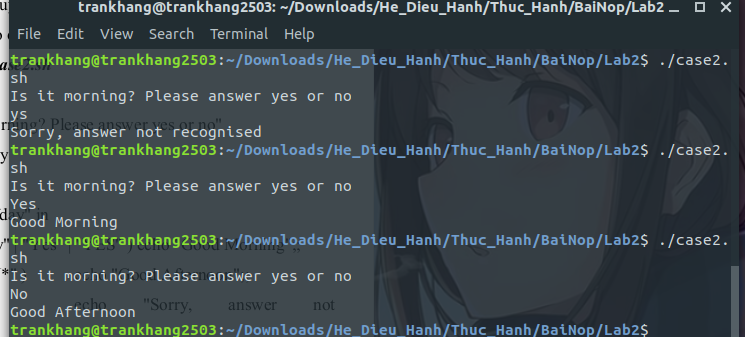 trankhang@trankhang2503: ~/Downloads/He_Dieu_Hanh/Thuc_Hanh/BaiNop/Lab2
File Edit View Search Terminal Help
trankhang@trankhang2503:~/Downloads/He_Dieu_Hanh/Thuc_Hanh/BaiNop/Lab2$ ./case2.
sh
Is it morning? Please answer yes or no
ys
Sorry, answer not recognised
trankhang@trankhang2503:~/Downloads/He_Dieu_Hanh/Thuc_Hanh/BaiNop/Lab2$ ./case2.
sh
Is it morning? Please answer yes or no
Yes
Good Morning
trankhang@trankhang2503:~/Downloads/He_Dieu_Hanh/Thuc_Hanh/BaiNop/Lab2$ ./case2.
sh
Is it morning? Please answer yes or no
No
echo "Sorry, answer not
Good Afternoon
trankhang@trankhang2503:~/Downloads/He_Dieu_Hanh/Thuc_Hanh/BaiNop/Lab2$